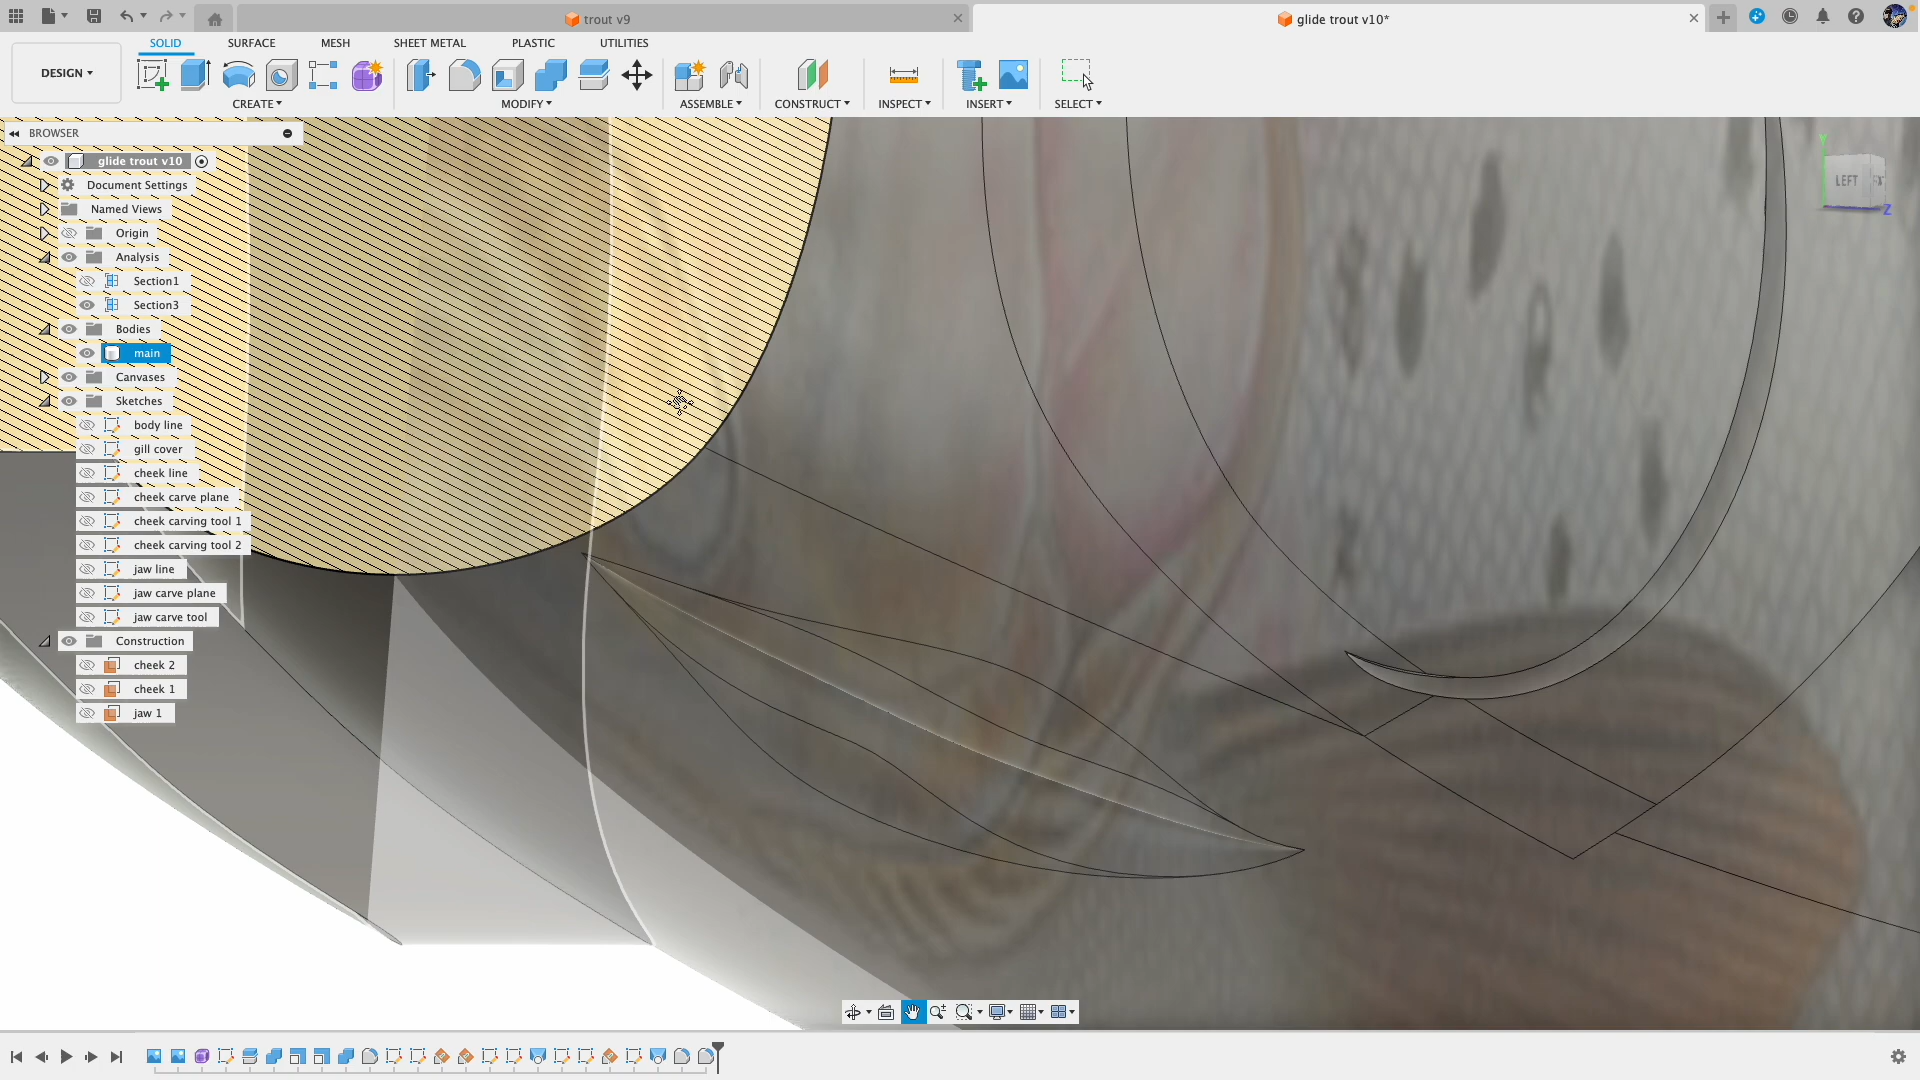 trout v9
glide trout v10*
DESIGN
SOLID
SURFACE
MESH
SHEET METAL
PLASTIC
UTILITIES
CREATE
MODIFY
ASSEMBLE
CONSTRUCT
INSPECT
INSERT
SELECT
BROWSER
glide trout v10
Document Settings
Named Views
Origin
Analysis
Section1
Section3
Bodies
main
Canvases
Sketches
body line
gill cover
cheek line
cheek carve plane
cheek carving tool 1
cheek carving tool 2
jaw line
jaw carve plane
jaw carve tool
Construction
cheek 2
cheek 1
jaw 1
Y
LEFT
Z